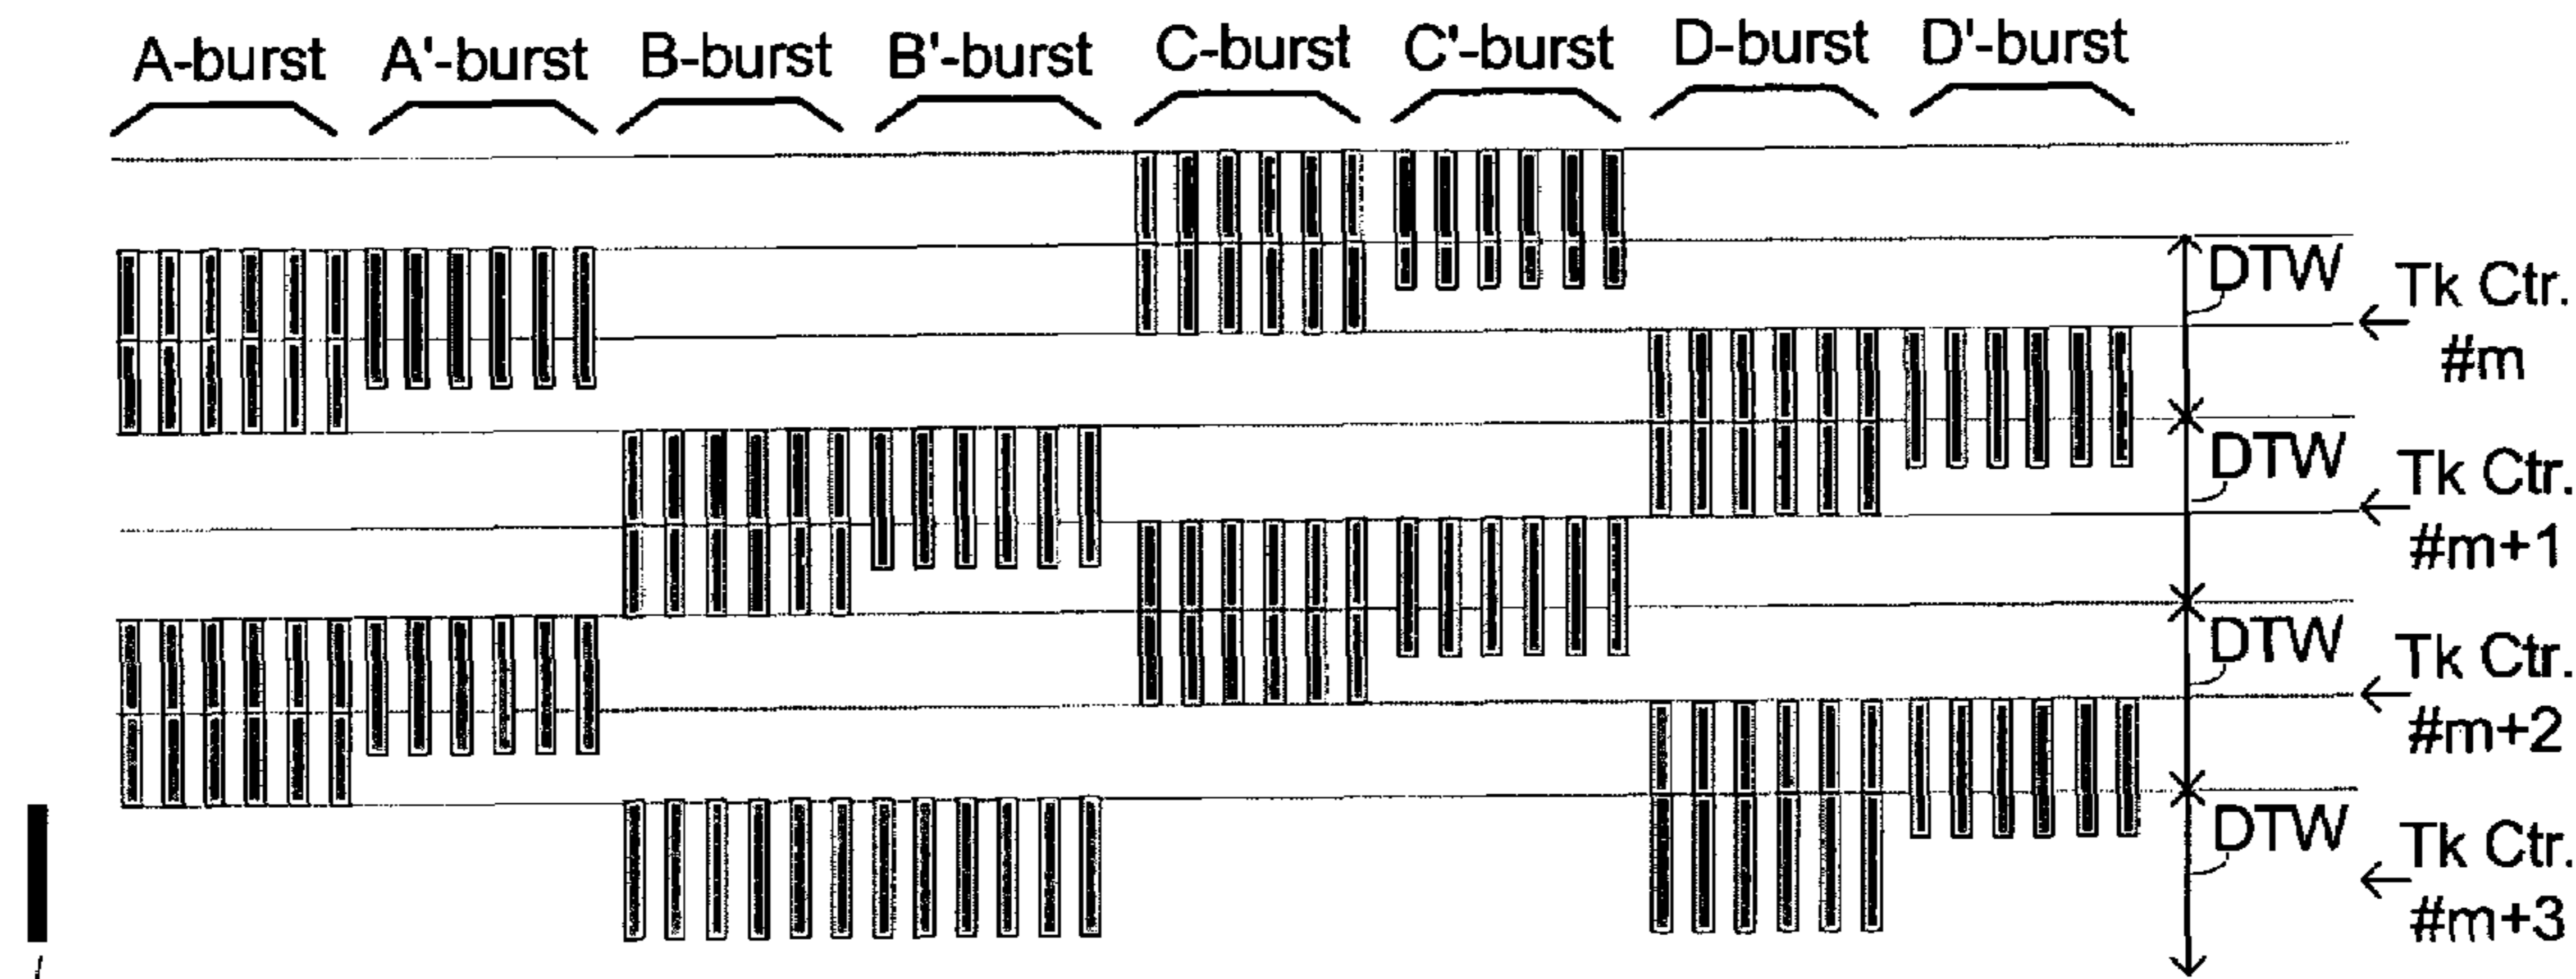 A-burst A'-burst B-burst B'-burst C-burst C'-burst D-burst D'-burst
DTW
Tk Ctr.
#m
DTW
Tk Ctr.
#m+1
DTW
Tk Ctr.
#m+2
DTW
Tk Ctr.
#m+3